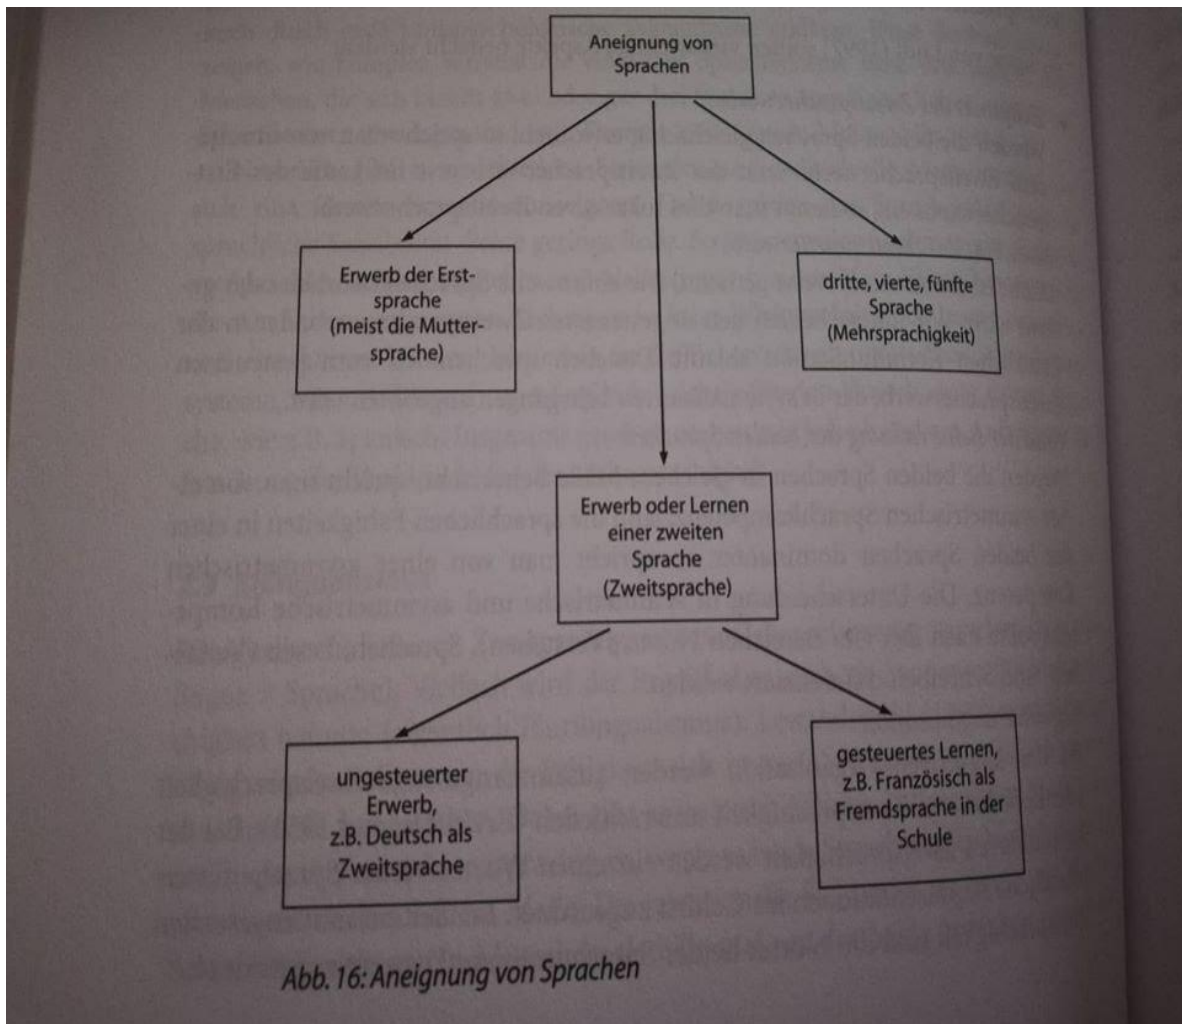 Aneignung von
Sprachen
Erwerb der Erst-
sprache
(meist die Mutter-
sprache)
dritte, vierte, fünfte
Sprache
(Mehrsprachigkeit)
Erwerb oder Lernen
einer zweiten
Sprache
(Zweitsprache)
ungesteuerter
Erwerb,
z.B. Deutsch als
Zweitsprache
gesteuertes Lernen,
z.B. Französisch als
Fremdsprache in der
Schule
Abb. 16: Aneignung von Sprachen